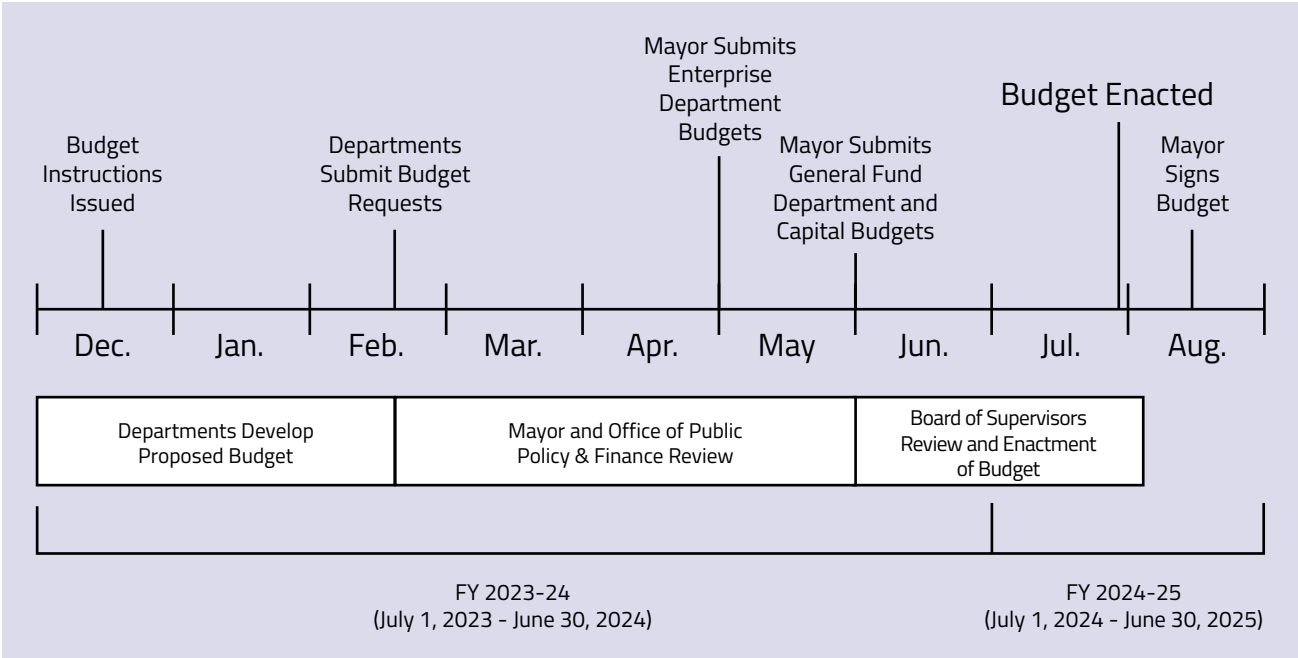 Mayor Submits
Enterprise
Department
Budgets
Budget Enacted
Budget
Instructions
Issued
Departments
Submit Budget
Requests
Mayor Submits
General Fund
Department and
Capital Budgets
Mayor
Signs
Budget
Dec.
Jan.
Feb.
Mar.
Apr.
May
Jun.
Jul.
Aug.
Departments Develop
Proposed Budget
Mayor and Office of Public
Policy & Finance Review
Board of Supervisors
Review and Enactment
of Budget
FY 2023-24
(July 1, 2023 - June 30, 2024)
FY 2024-25
(July 1, 2024 - June 30, 2025)